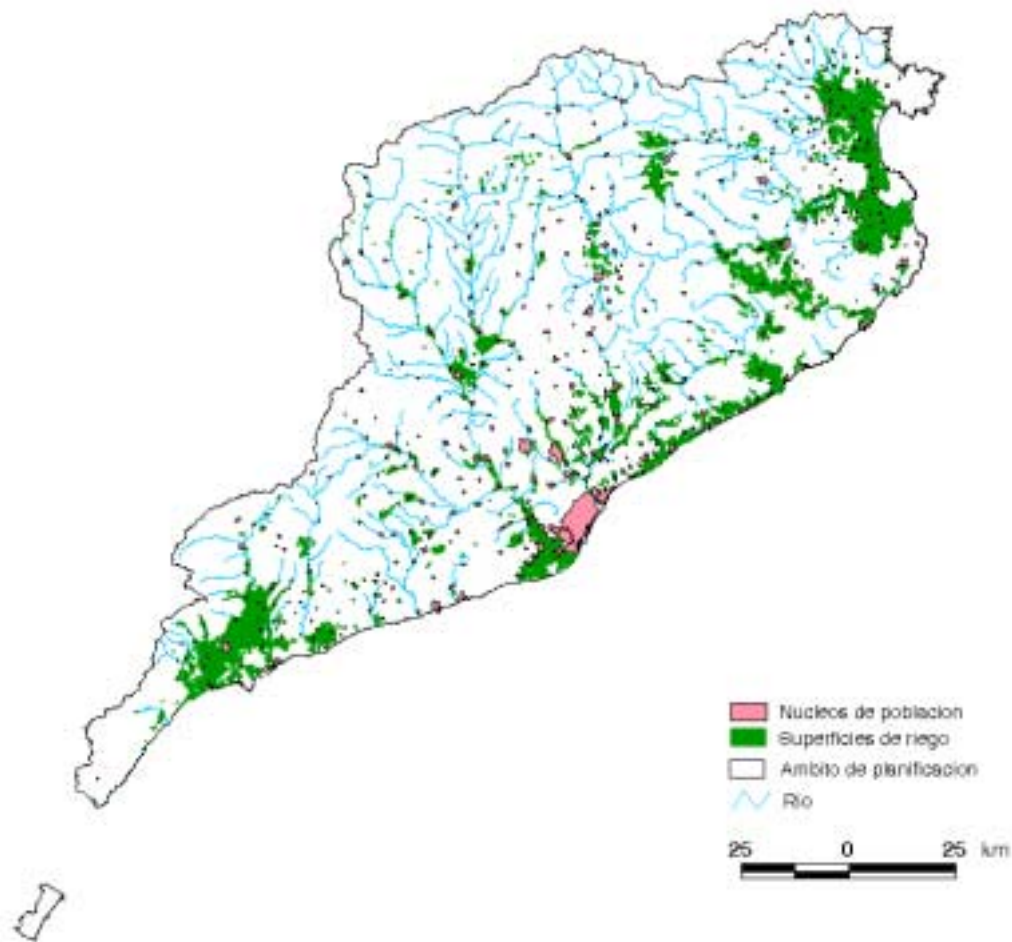 Nucleos de poblacion
Superficies de riego
Ambito de planificacion
Rio
25 0 25 km